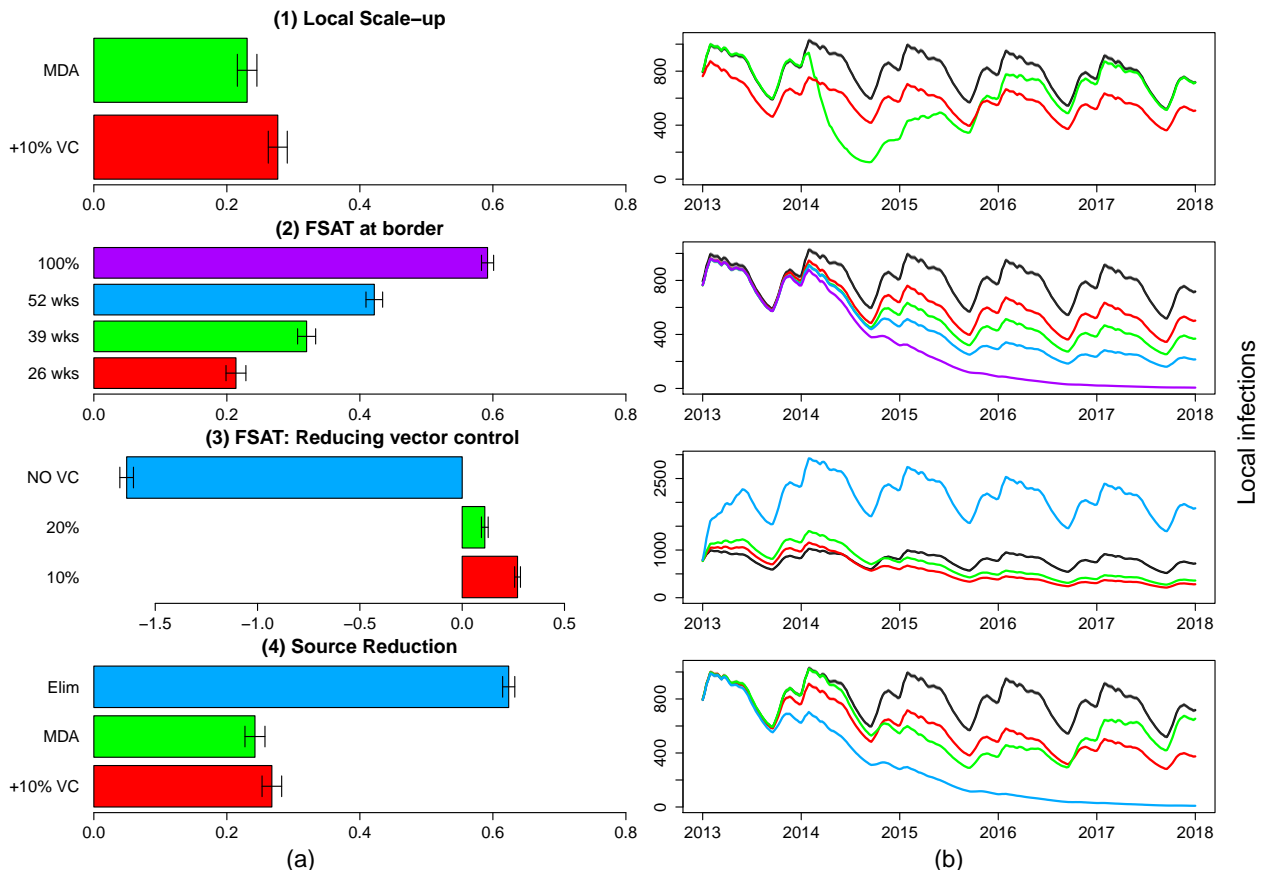 (1) Local Scale−up
MDA
+10% VC
0.0 0.2 0.4 0.6 0.8
0 400 800
2013 2014 2015 2016 2017 2018
(2) FSAT at border
100%
52 wks
39 wks
26 wks
0.0 0.2 0.4 0.6 0.8
0 400 800
2013 2014 2015 2016 2017 2018
(3) FSAT: Reducing vector control
NO VC
20%
10%
−1.5 −1.0 −0.5 0.0 0.5
0 1000 2500
2013 2014 2015 2016 2017 2018
(4) Source Reduction
Elim
MDA
+10% VC
0.0 0.2 0.4 0.6 0.8
0 400 800
2013 2014 2015 2016 2017 2018
Local infections
(a)
(b)